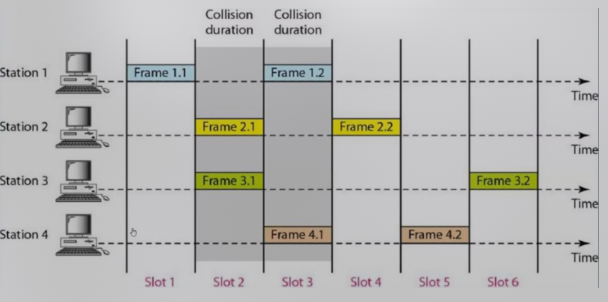 Collision
duration
Collision
duration
Station 1
Frame 1.1
Frame 1.2
Time
Station 2
Frame 2.1
Frame 2.2
Time
Station 3
Frame 3.1
Frame 3.2
Time
Station 4
Frame 4.1
Frame 4.2
Time
Slot 1
Slot 2
Slot 3
Slot 4
Slot 5
Slot 6